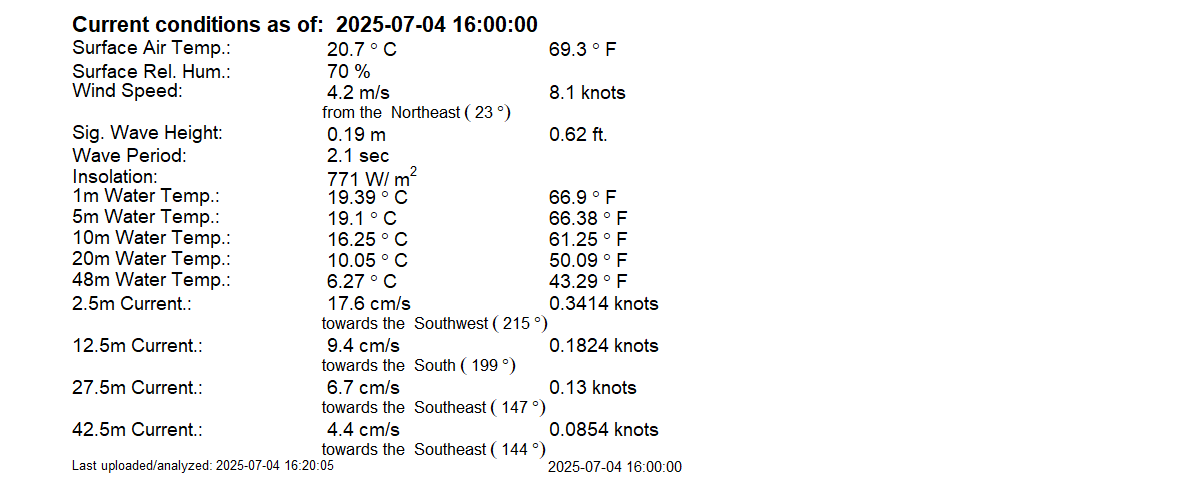 Current conditions as of: 2025-07-04 16:00:00
Surface Air Temp.: 20.7 ° C 69.3 ° F
Surface Rel. Hum.: 70 %
Wind Speed: 4.2 m/s 8.1 knots
from the Northeast ( 23 °)
Sig. Wave Height: 0.19 m 0.62 ft.
Wave Period: 2.1 sec
Insolation: 771 W/ m²
1m Water Temp.: 19.39 ° C 66.9 ° F
5m Water Temp.: 19.1 ° C 66.38 ° F
10m Water Temp.: 16.25 ° C 61.25 ° F
20m Water Temp.: 10.05 ° C 50.09 ° F
48m Water Temp.: 6.27 ° C 43.29 ° F
2.5m Current.: 17.6 cm/s 0.3414 knots
towards the Southwest ( 215 °)
12.5m Current.: 9.4 cm/s 0.1824 knots
towards the South ( 199 °)
27.5m Current.: 6.7 cm/s 0.13 knots
towards the Southeast ( 147 °)
42.5m Current.: 4.4 cm/s 0.0854 knots
towards the Southeast ( 144 °)
Last uploaded/analyzed: 2025-07-04 16:20:05 2025-07-04 16:00:00